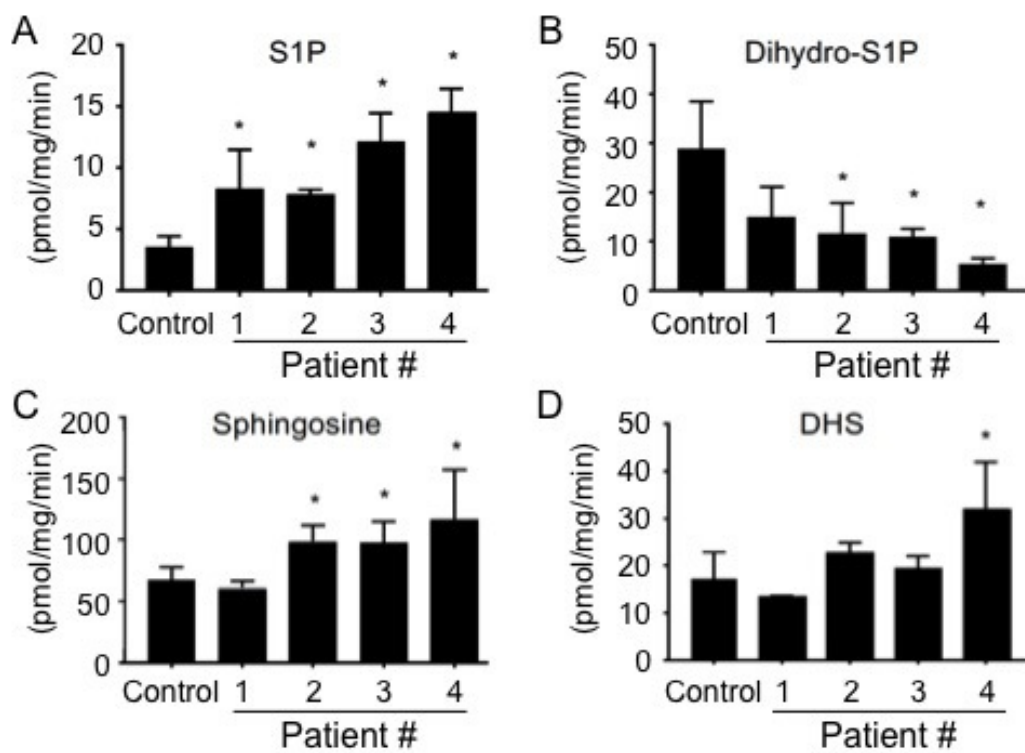 A
S1P
(pmol/mg/min)
20
15
10
5
0
* * * *
Control 1 2 3 4
Patient #
B
Dihydro-S1P
(pmol/mg/min)
50
40
30
20
10
0
* * *
Control 1 2 3 4
Patient #
C
Sphingosine
(pmol/mg/min)
200
150
100
50
0
* * *
Control 1 2 3 4
Patient #
D
DHS
(pmol/mg/min)
50
40
30
20
10
0
*
Control 1 2 3 4
Patient #